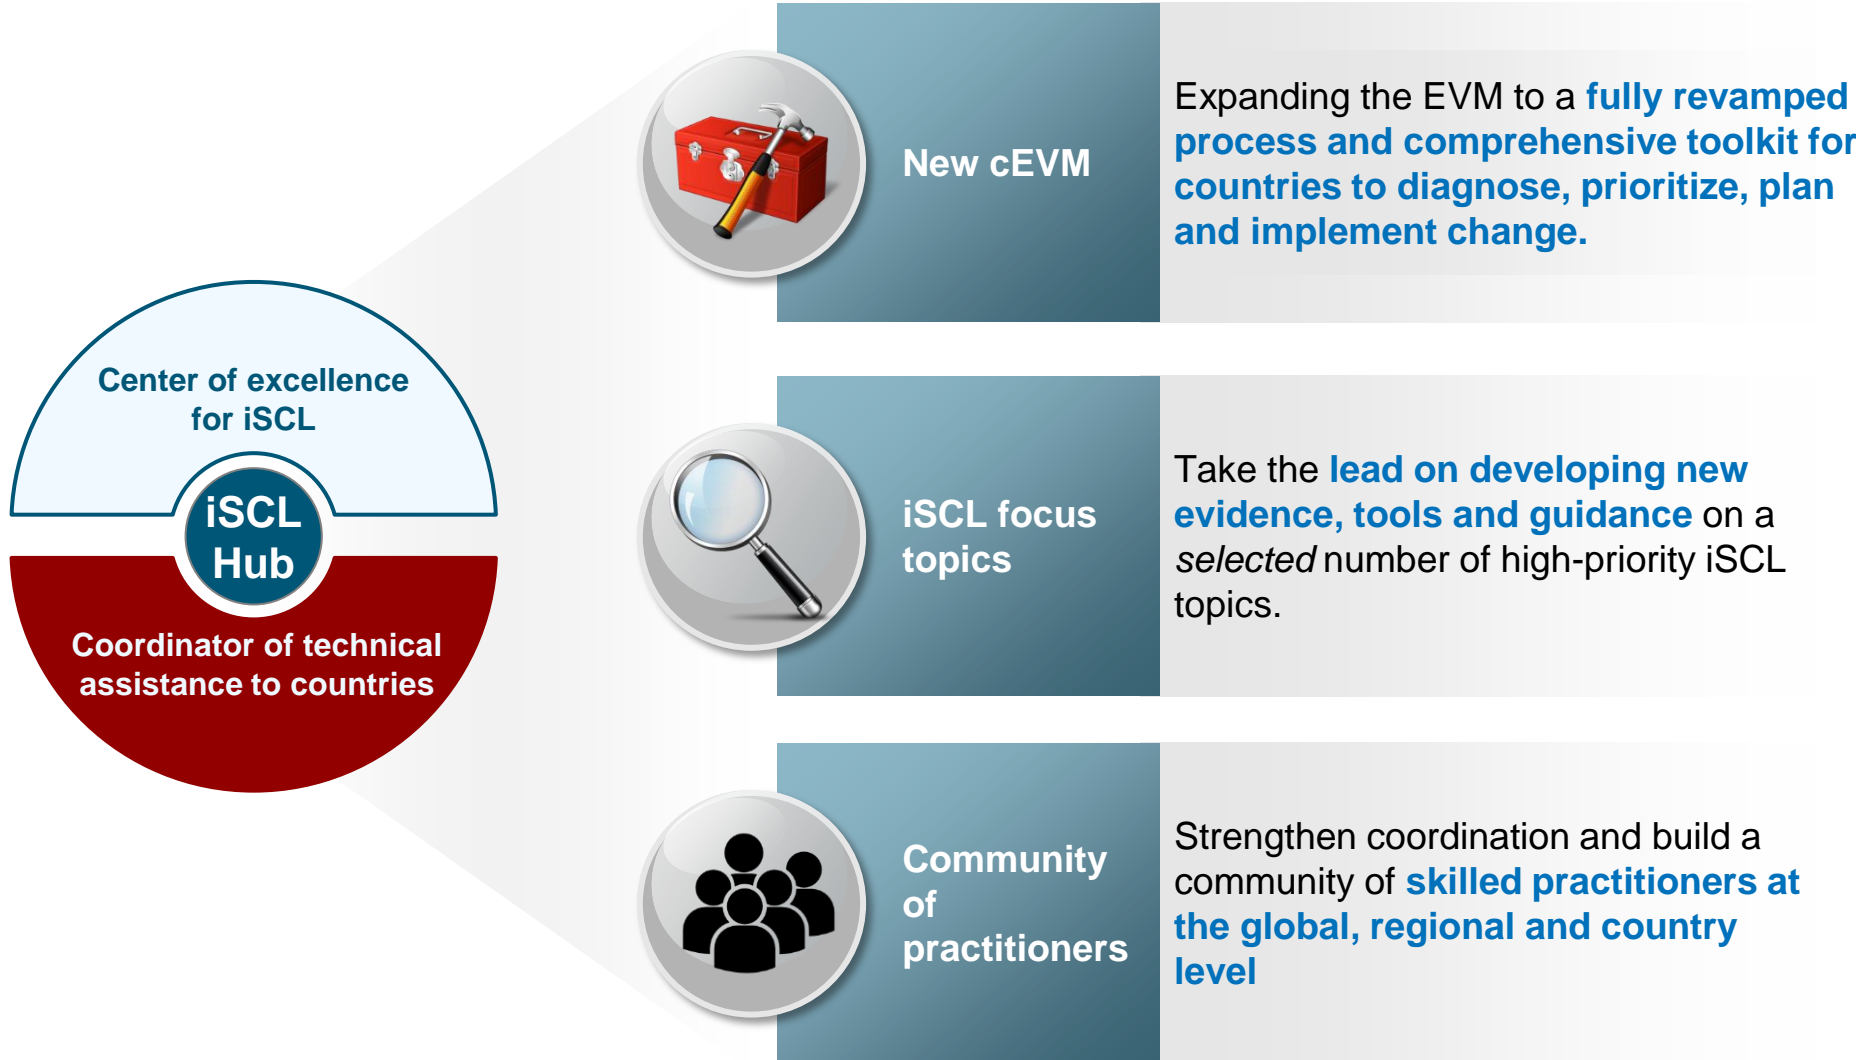 Center of excellence
for iSCL
iSCL
Hub
Coordinator of technical
assistance to countries
New cEVM
Expanding the EVM to a fully revamped
process and comprehensive toolkit for
countries to diagnose, prioritize, plan
and implement change.
iSCL focus
topics
Take the lead on developing new
evidence, tools and guidance on a
selected number of high-priority iSCL
topics.
Community
of
practitioners
Strengthen coordination and build a
community of skilled practitioners at
the global, regional and country
level